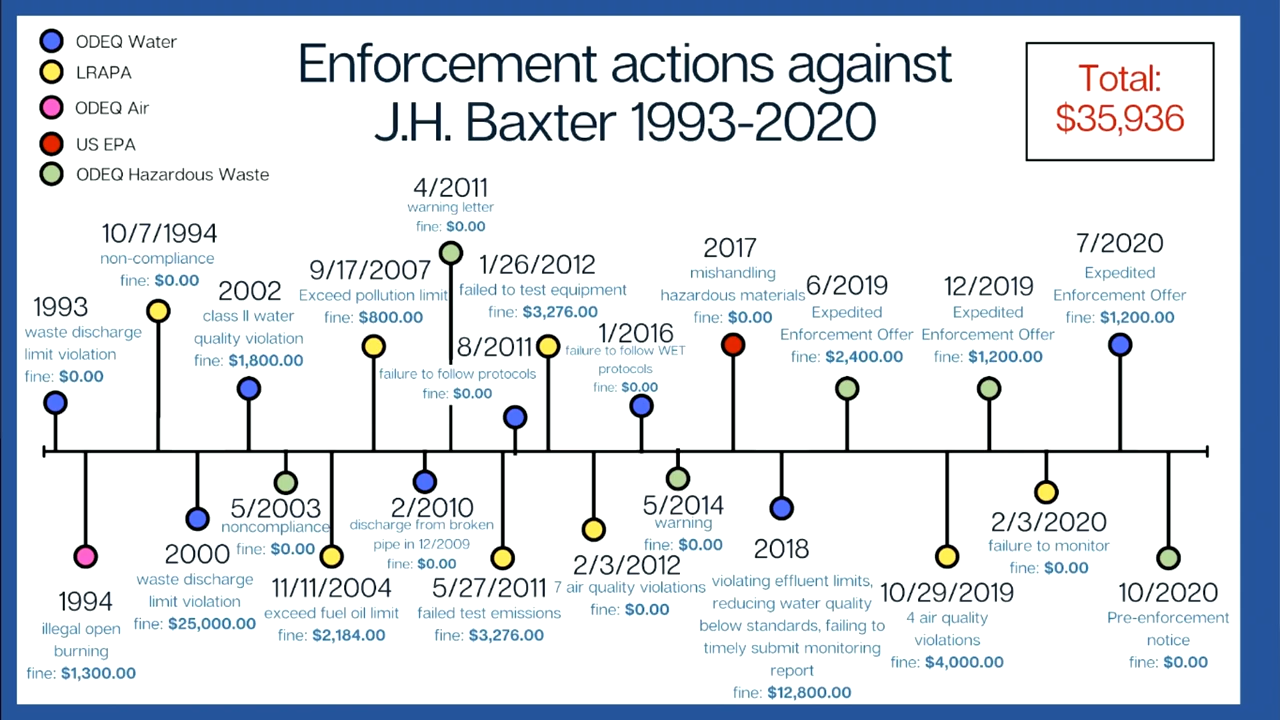 ODEQ Water
LRAPA
ODEQ Air
US EPA
ODEQ Hazardous Waste
Enforcement actions against
J.H. Baxter 1993-2020
Total:
$35,936
1993
waste discharge
limit violation
fine: $0.00
10/7/1994
non-compliance
fine: $0.00
2002
class II water
quality violation
fine: $1,800.00
9/17/2007
Exceed pollution limit
fine: $800.00
4/2011
warning letter
fine: $0.00
8/2011
failure to follow protocols
fine: $0.00
1/26/2012
failed to test equipment
fine: $3,276.00
1/2016
failure to follow WET
protocols
fine: $0.00
2017
mishandling
hazardous materials
fine: $0.00
6/2019
Expedited
Enforcement Offer
fine: $2,400.00
12/2019
Expedited
Enforcement Offer
fine: $1,200.00
7/2020
Expedited
Enforcement Offer
fine: $1,200.00
1994
illegal open
burning
fine: $1,300.00
2000
waste discharge
limit violation
fine: $25,000.00
5/2003
noncompliance
fine: $0.00
11/11/2004
exceed fuel oil limit
fine: $2,184.00
2/2010
discharge from broken
pipe in 12/2009
fine: $0.00
5/27/2011
failed test emissions
fine: $3,276.00
2/3/2012
7 air quality violations
fine: $0.00
5/2014
warning
fine: $0.00
2018
violating effluent limits,
reducing water quality
below standards, failing to
timely submit monitoring
report
fine: $12,800.00
10/29/2019
4 air quality
violations
fine: $4,000.00
2/3/2020
failure to monitor
fine: $0.00
10/2020
Pre-enforcement
notice
fine: $0.00